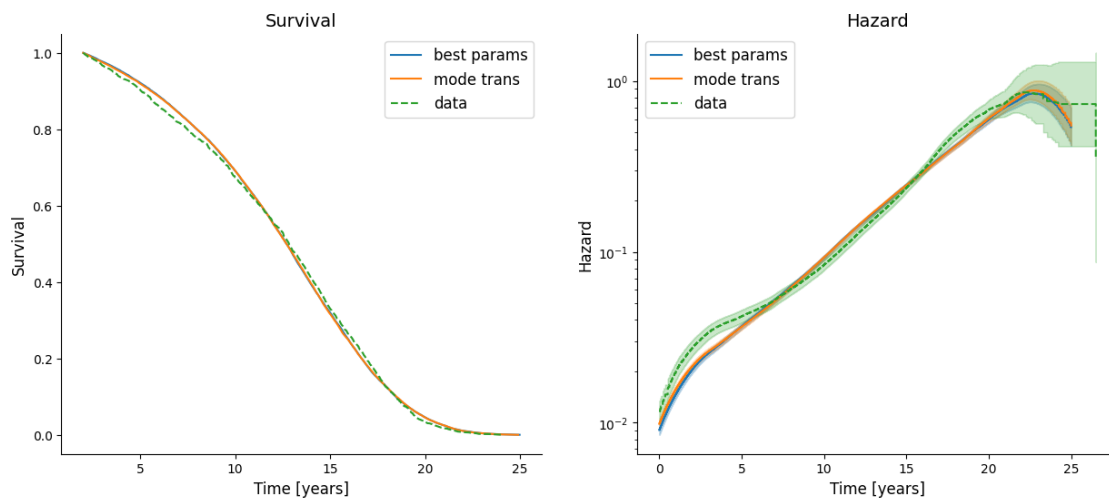 Survival
best params
mode trans
data
1.0
0.8
0.6
0.4
0.2
0.0
Survival
5
10
15
20
25
Time [years]
Hazard
best params
mode trans
data
10⁰
10⁻¹
10⁻²
Hazard
0
5
10
15
20
25
Time [years]